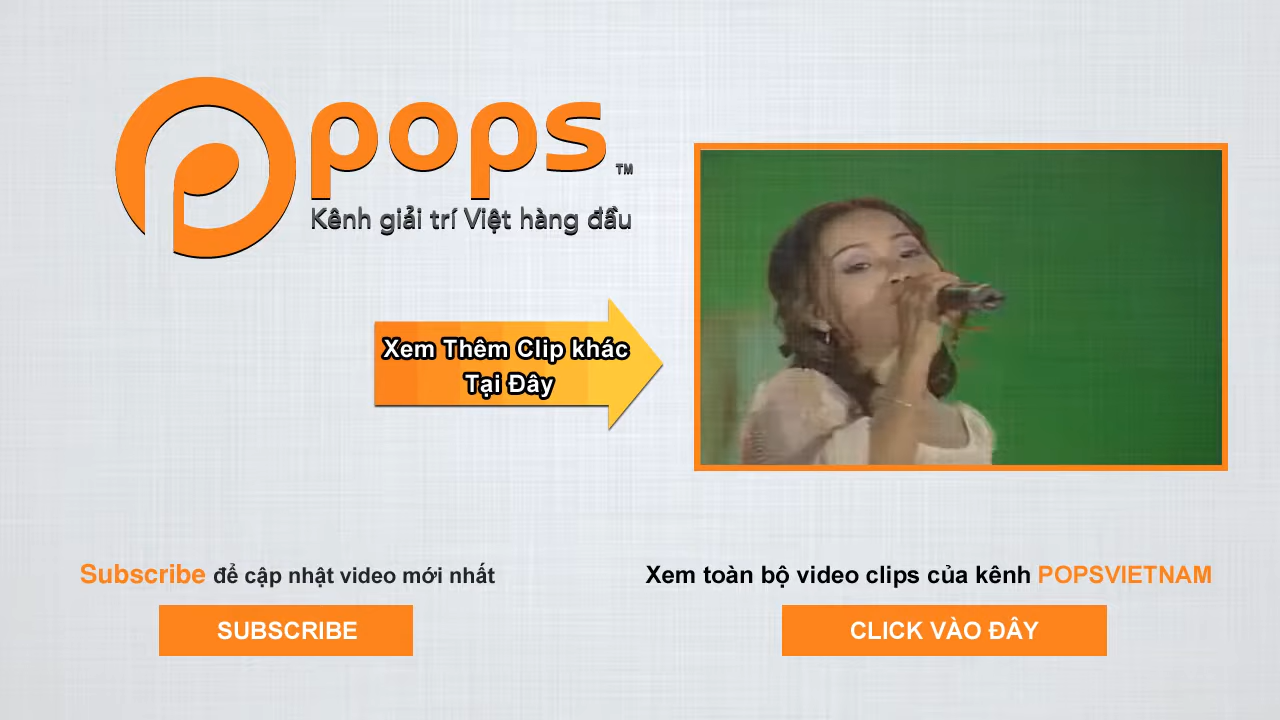 pops
TM
Kênh giải trí Việt hàng đầu
Xem Thêm Clip khác
Tại Đây
Subscribe để cập nhật video mới nhất
SUBSCRIBE
Xem toàn bộ video clips của kênh POPSVIETNAM
CLICK VÀO ĐÂY